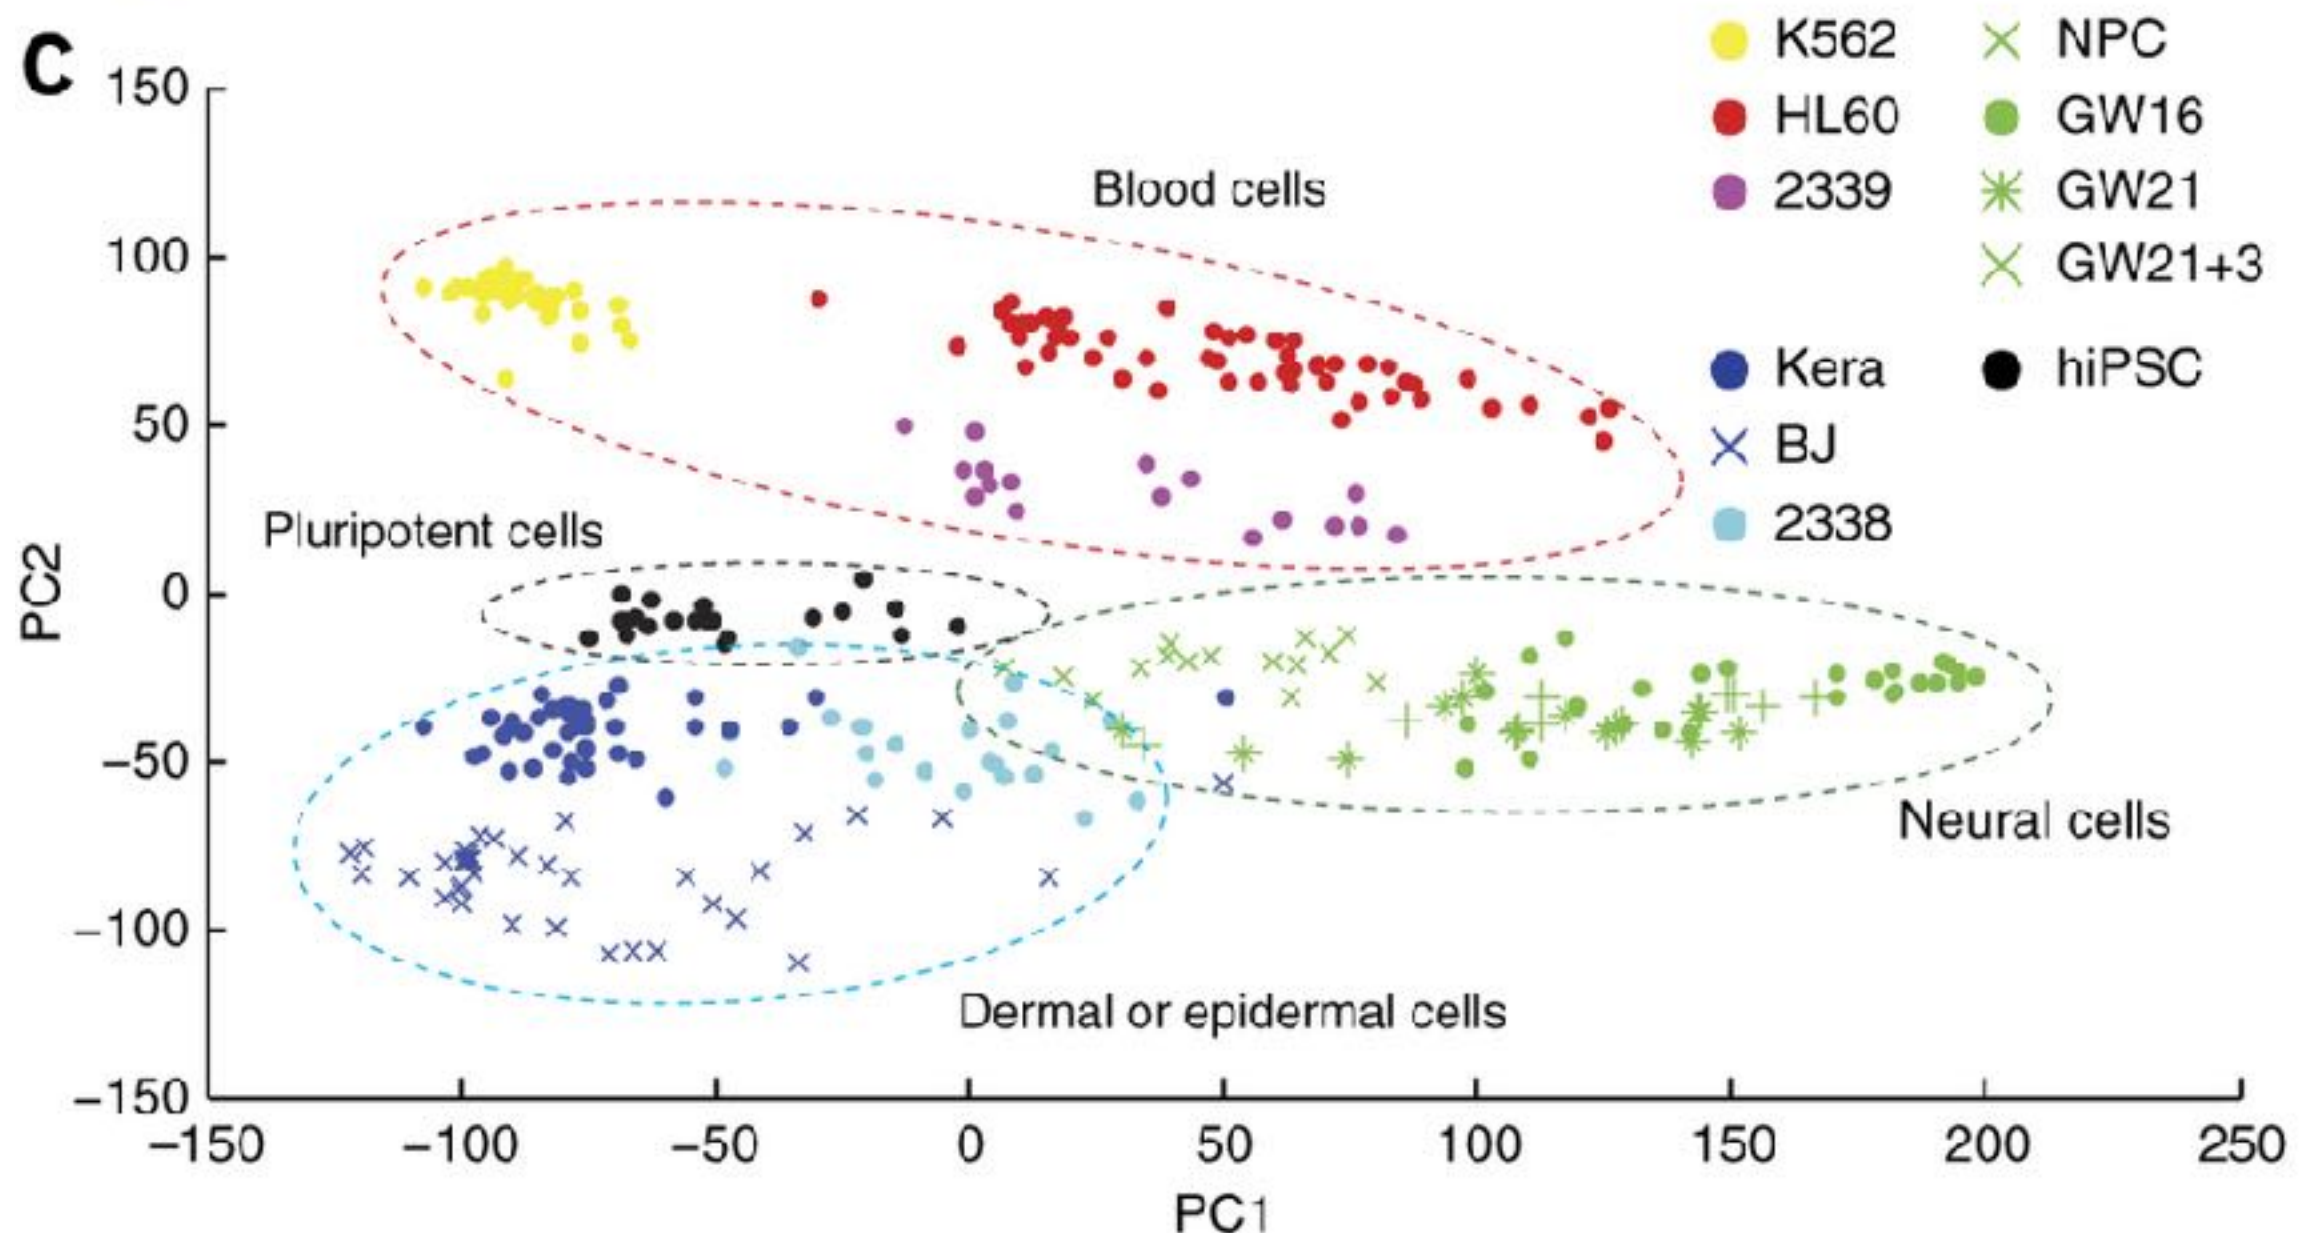 C
150
100
50
0
−50
−100
−150
PC2
−150 −100 −50 0 50 100 150 200 250
PC1
Blood cells
Pluripotent cells
Neural cells
Dermal or epidermal cells
K562
HL60
2339
Kera
BJ
2338
NPC
GW16
GW21
GW21+3
hiPSC